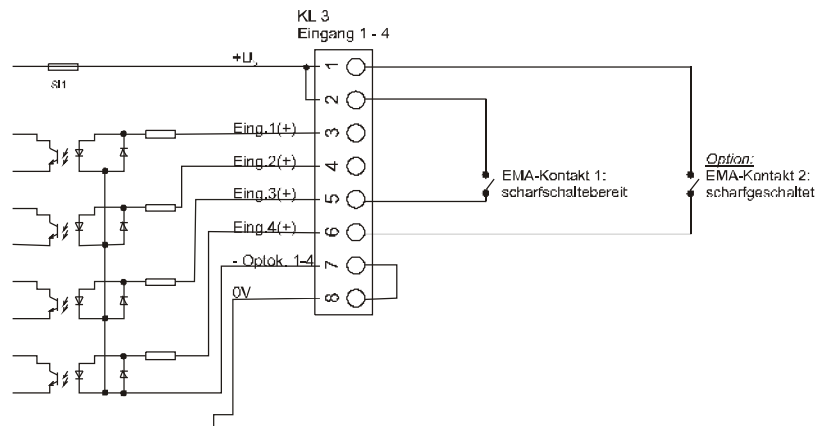 KL 3
Eingang 1 - 4
+U
SI1
1
2
Eing.1(+)
3
Eing.2(+)
4
Eing.3(+)
5
Eing.4(+)
6
- Optok. 1-4
7
0V
8
EMA-Kontakt 1:
scharfschaltebereit
Option:
EMA-Kontakt 2:
scharfgeschaltet